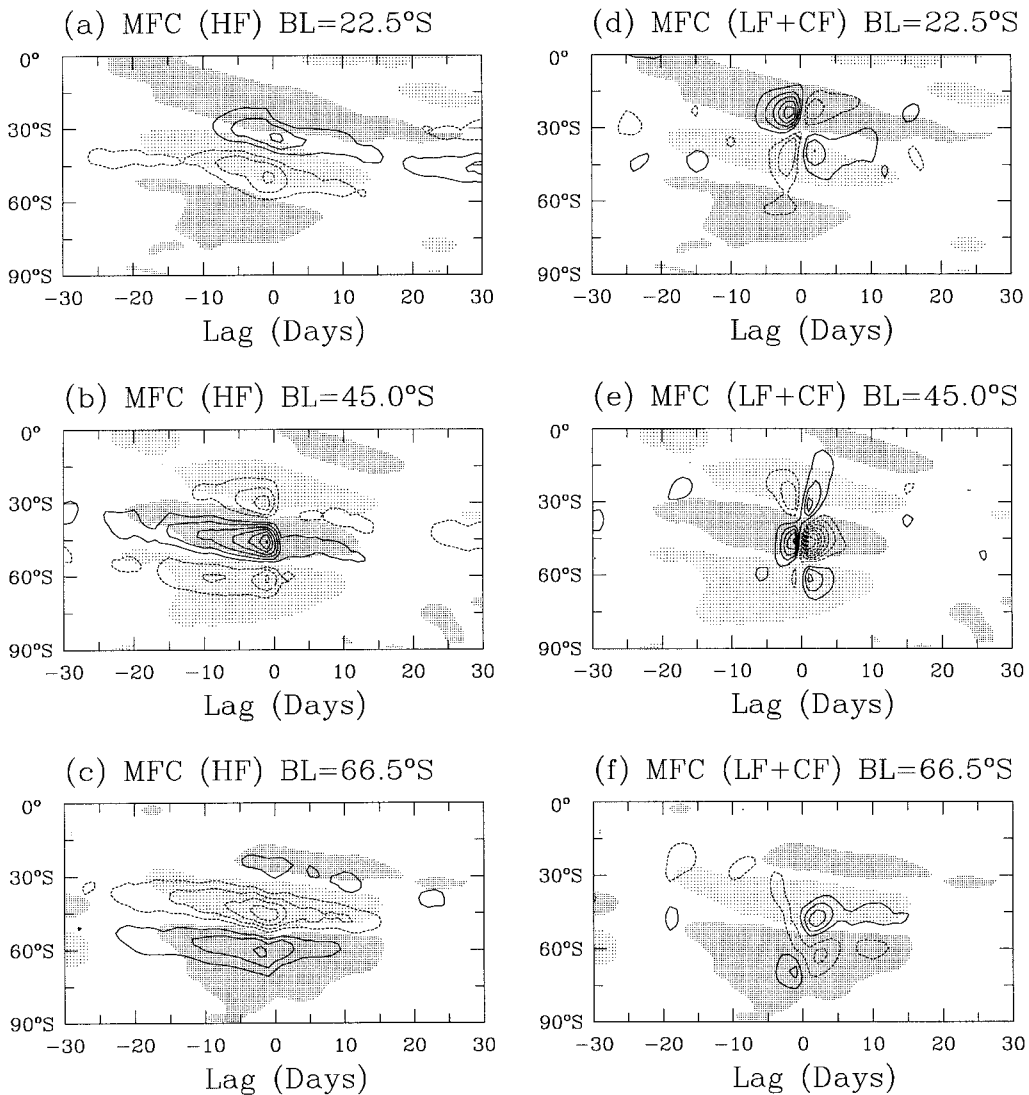 (a) MFC (HF) BL=22.5°S
0°
30°S
60°S
90°S
-30 -20 -10 0 10 20 30
Lag (Days)
(d) MFC (LF+CF) BL=22.5°S
0°
30°S
60°S
90°S
-30 -20 -10 0 10 20 30
Lag (Days)
(b) MFC (HF) BL=45.0°S
0°
30°S
60°S
90°S
-30 -20 -10 0 10 20 30
Lag (Days)
(e) MFC (LF+CF) BL=45.0°S
0°
30°S
60°S
90°S
-30 -20 -10 0 10 20 30
Lag (Days)
(c) MFC (HF) BL=66.5°S
0°
30°S
60°S
90°S
-30 -20 -10 0 10 20 30
Lag (Days)
(f) MFC (LF+CF) BL=66.5°S
0°
30°S
60°S
90°S
-30 -20 -10 0 10 20 30
Lag (Days)